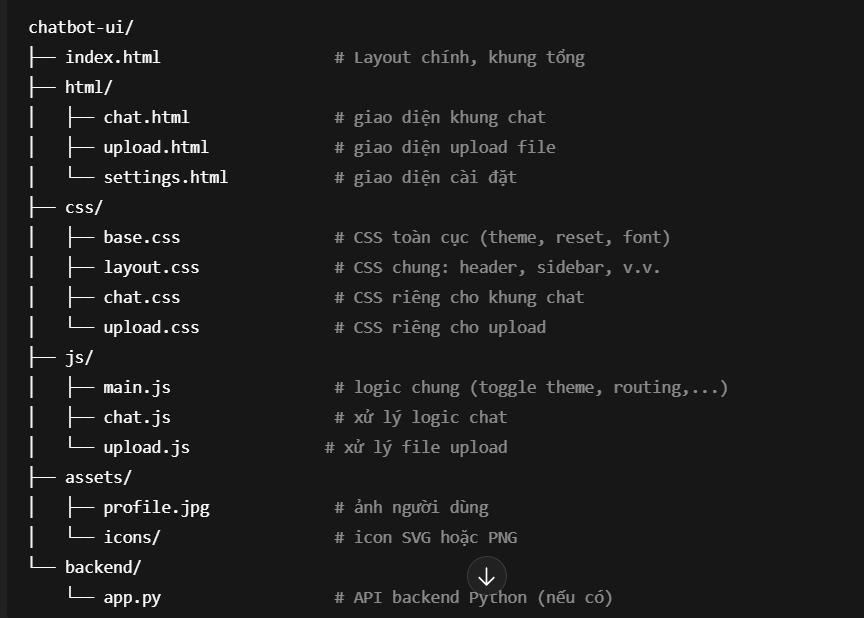 chatbot-ui/
├── index.html                  # Layout chính, khung tổng
├── html/
│   ├── chat.html               # giao diện khung chat
│   ├── upload.html             # giao diện upload file
│   └── settings.html           # giao diện cài đặt
├── css/
│   ├── base.css                # CSS toàn cục (theme, reset, font)
│   ├── layout.css              # CSS chung: header, sidebar, v.v.
│   ├── chat.css                # CSS riêng cho khung chat
│   └── upload.css              # CSS riêng cho upload
├── js/
│   ├── main.js                 # logic chung (toggle theme, routing,...)
│   ├── chat.js                 # xử lý logic chat
│   └── upload.js              # xử lý file upload
├── assets/
│   ├── profile.jpg             # ảnh người dùng
│   └── icons/                  # icon SVG hoặc PNG
└── backend/
    └── app.py                  # API backend Python (nếu có)